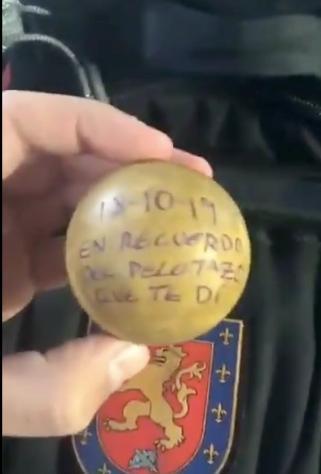 18-10-19
EN RECUERDO
DEL PELOTAZO
QUE TE DI